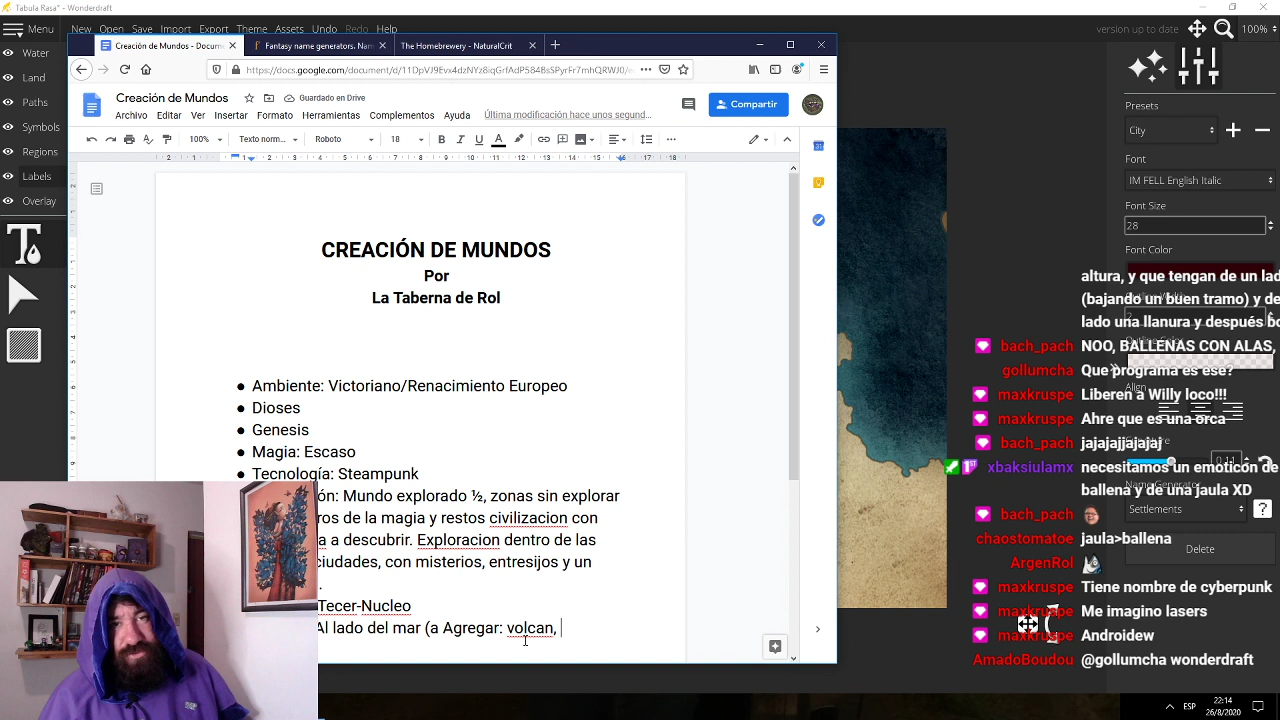 Tabula Rasa* - Wonderdraft
Menu New Open Save Import Export Theme Assets Undo Redo Help
version up to date 100%
Water
Land
Paths
Symbols
Regions
Labels
Overlay
Creación de Mundos - Docum
Fantasy name generators. Nam
The Homebrewery - NaturalCrit
Creación de Mundos
Guardado en Drive
Archivo Editar Ver Insertar Formato Herramientas Complementos Ayuda
Última modificación hace unos segund...
Compartir
100% Texto norm... Roboto 18
CREACIÓN DE MUNDOS
Por
La Taberna de Rol
● Ambiente: Victoriano/Renacimiento Europeo
● Dioses
● Genesis
● Magia: Escaso
● Tecnología: Steampunk
ón: Mundo explorado ½, zonas sin explorar
ros de la magia y restos civilizacion con
a a descubrir. Exploracion dentro de las
ciudades, con misterios, entresijos y un
.
Tecer-Nucleo
Al lado del mar (a Agregar: volcan,
Presets
City
Font
IM FELL English Italic
Font Size
28
Font Color
Align
Name Generator
Settlements
Delete
altura, y que tengan de un lad
(bajando un buen tramo) y de
lado una llanura y después bo
bach_pach NOO, BALLENAS CON ALAS,
gollumcha Que programa es ese?
maxkruspe Liberen a Willy loco!!!
maxkruspe Ahre que es una orca
bach_pach jajajajjajaja
xbaksiulamx necesitamos un emoticón de
ballena y de una jaula XD
bach_pach
chaostomatoe jaula>ballena
ArgenRol
maxkruspe Tiene nombre de cyberpunk
maxkruspe Me imagino lasers
maxkruspe Androidew
AmadoBoudou @gollumcha wonderdraft
ESP
22:14
26/8/2020